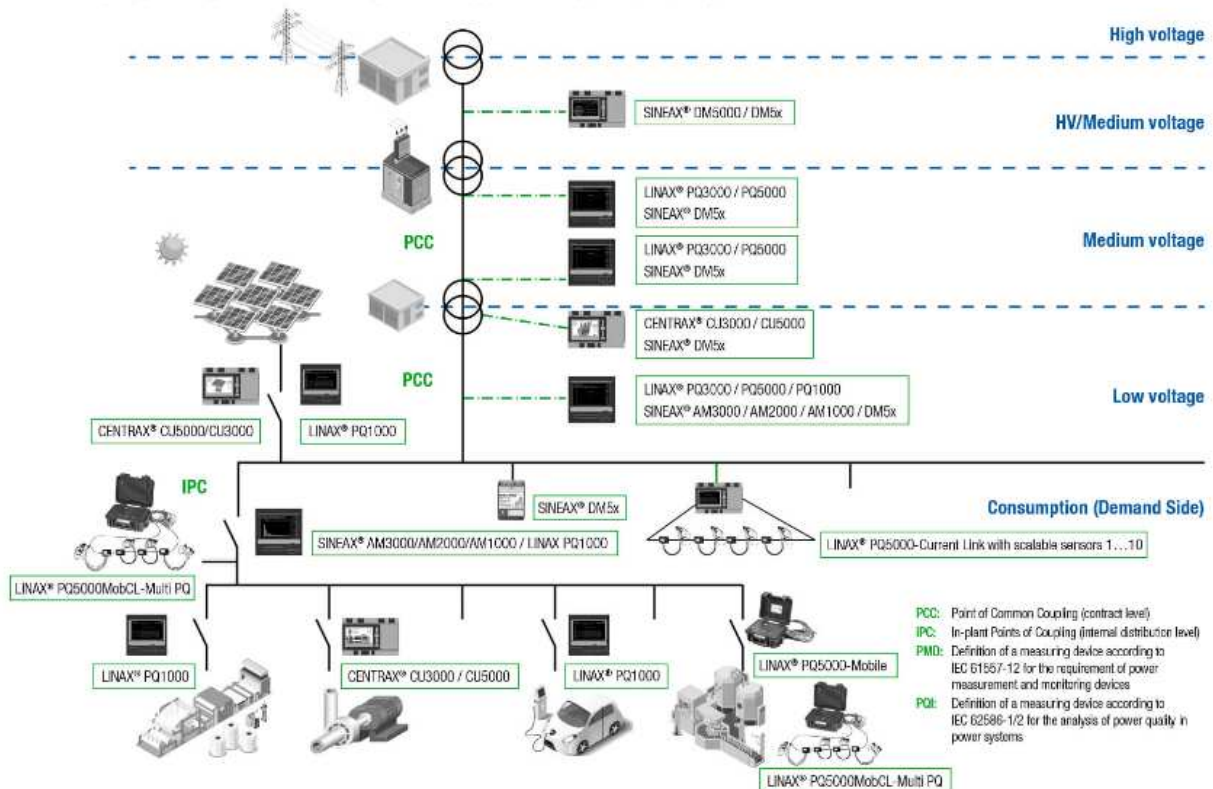 High voltage
SINEAX® DM5000 / DM5x
HV/Medium voltage
LINAX® PQ3000 / PQ5000
SINEAX® DM5x
PCC
LINAX® PQ3000 / PQ5000
SINEAX® DM5x
Medium voltage
CENTRAX® CU3000 / CU5000
SINEAX® DM5x
PCC
LINAX® PQ3000 / PQ5000 / PQ1000
SINEAX® AM3000 / AM2000 / AM1000 / DM5x
Low voltage
CENTRAX® CU5000/CU3000
LINAX® PQ1000
IPC
SINEAX® DM5x
Consumption (Demand Side)
SINEAX® AM3000/AM2000/AM1000 / LINAX PQ1000
LINAX® PQ5000-Current Link with scalable sensors 1...10
LINAX® PQ5000MobCL-Multi PQ
LINAX® PQ1000
CENTRAX® CU3000 / CU5000
LINAX® PQ1000
LINAX® PQ5000-Mobile
LINAX® PQ5000MobCL-Multi PQ
PCC: Point of Common Coupling (contract level)
IPC: In-plant Points of Coupling (internal distribution level)
PMD: Definition of a measuring device according to
IEC 61557-12 for the requirement of power
measurement and monitoring devices
PQI: Definition of a measuring device according to
IEC 62586-1/2 for the analysis of power quality in
power systems